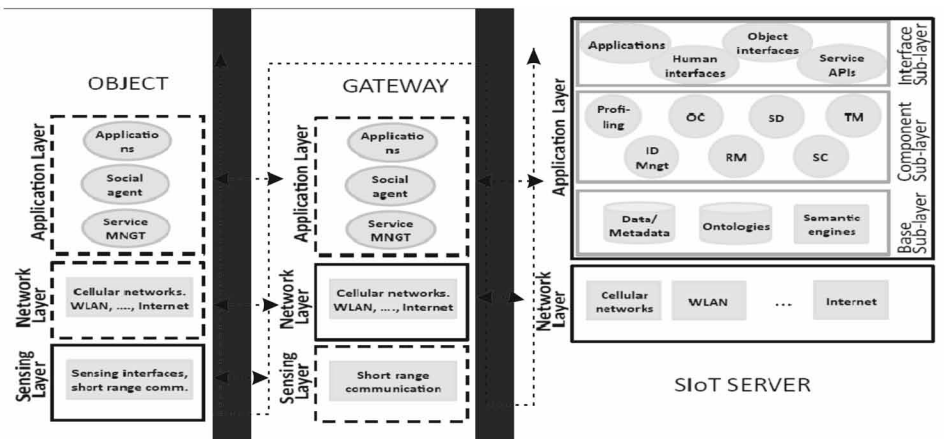 OBJECT
Application Layer
Applicatio
ns
Social
agent
Service
MNGT
Network
Layer
Cellular networks.
WLAN, ...., Internet
Sensing
Layer
Sensing interfaces,
short range comm.
GATEWAY
Application Layer
Applicatio
ns
Social
agent
Service
MNGT
Network
Layer
Cellular networks.
WLAN, ...., Internet
Sensing
Layer
Short range
communication
Application Layer
Applications
Human
interfaces
Object
interfaces
Service
APIs
Interface
Sub-layer
Profi-
ling
OC
SD
TM
ID
Mngt
RM
SC
Component
Sub-layer
Data/
Metadata
Ontologies
Semantic
engines
Base
Sub-layer
Network
Layer
Cellular
networks
WLAN
...
Internet
SIoT SERVER